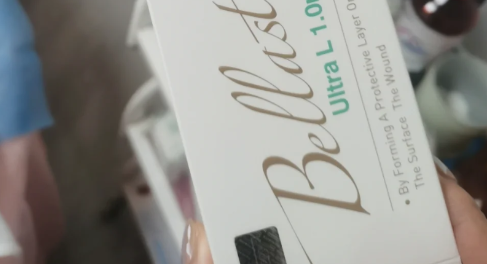 Bellast
Ultra L 1.0
• By Forming A Protective Layer
The Surface The Wound